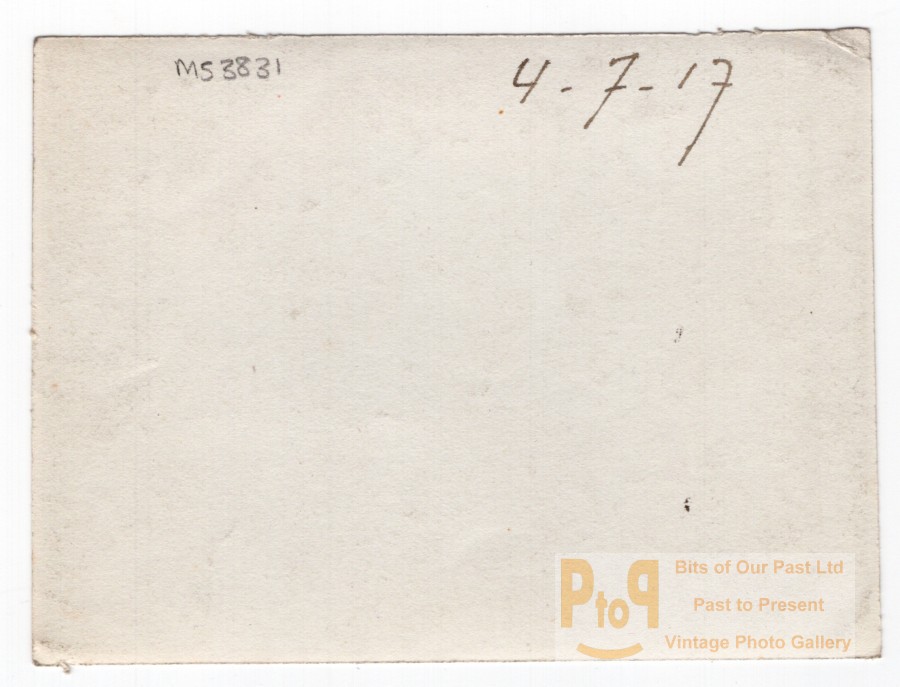 MS3831
4-7-17
PtoP
Bits of Our Past Ltd
Past to Present
Vintage Photo Gallery